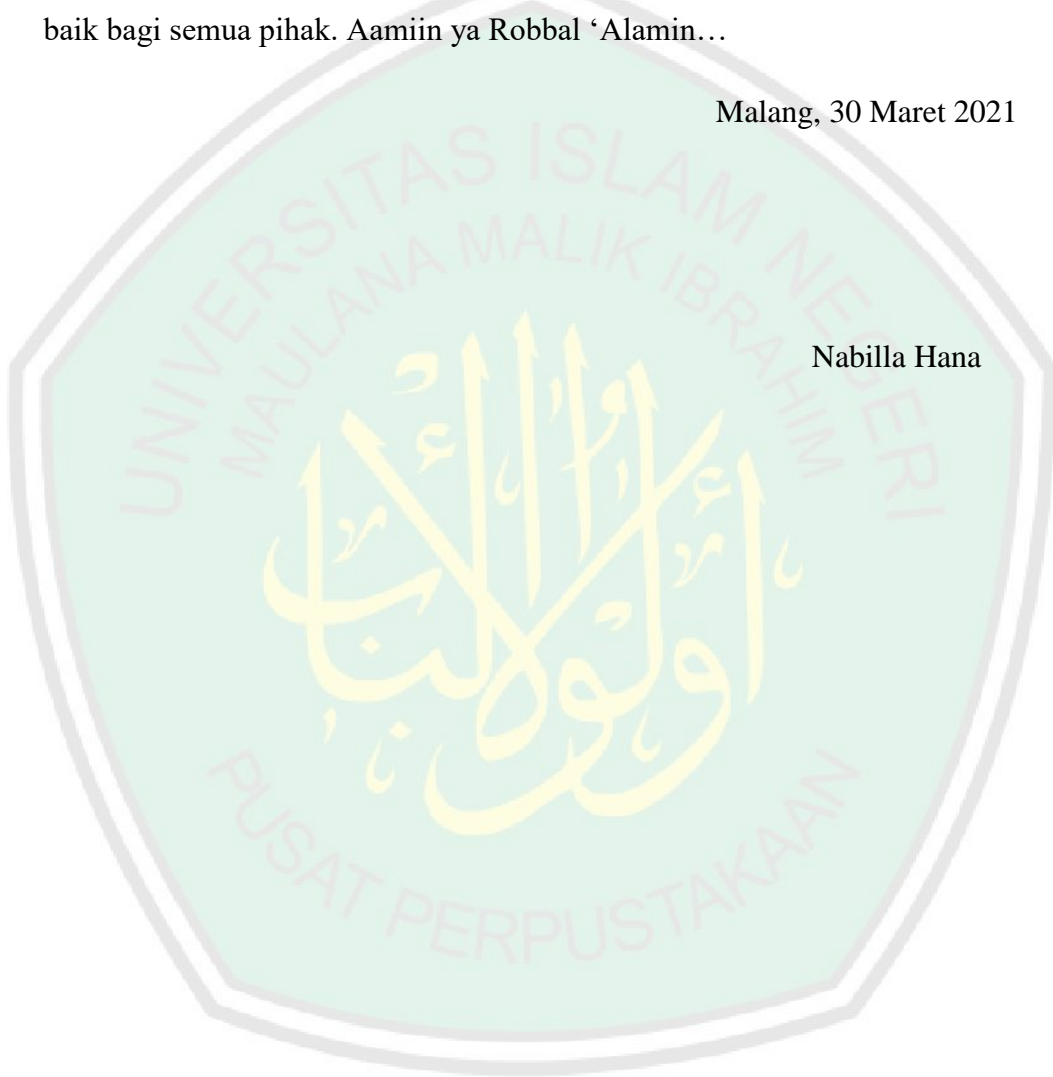 baik bagi semua pihak. Aamiin ya Robbal ‘Alamin…
Malang, 30 Maret 2021
UNIVERSITAS ISLAM NEGERI
MAULANA MALIK IBRAHIM
Nabilla Hana
أولوا الألباب
PUSAT PERPUSTAKAAN